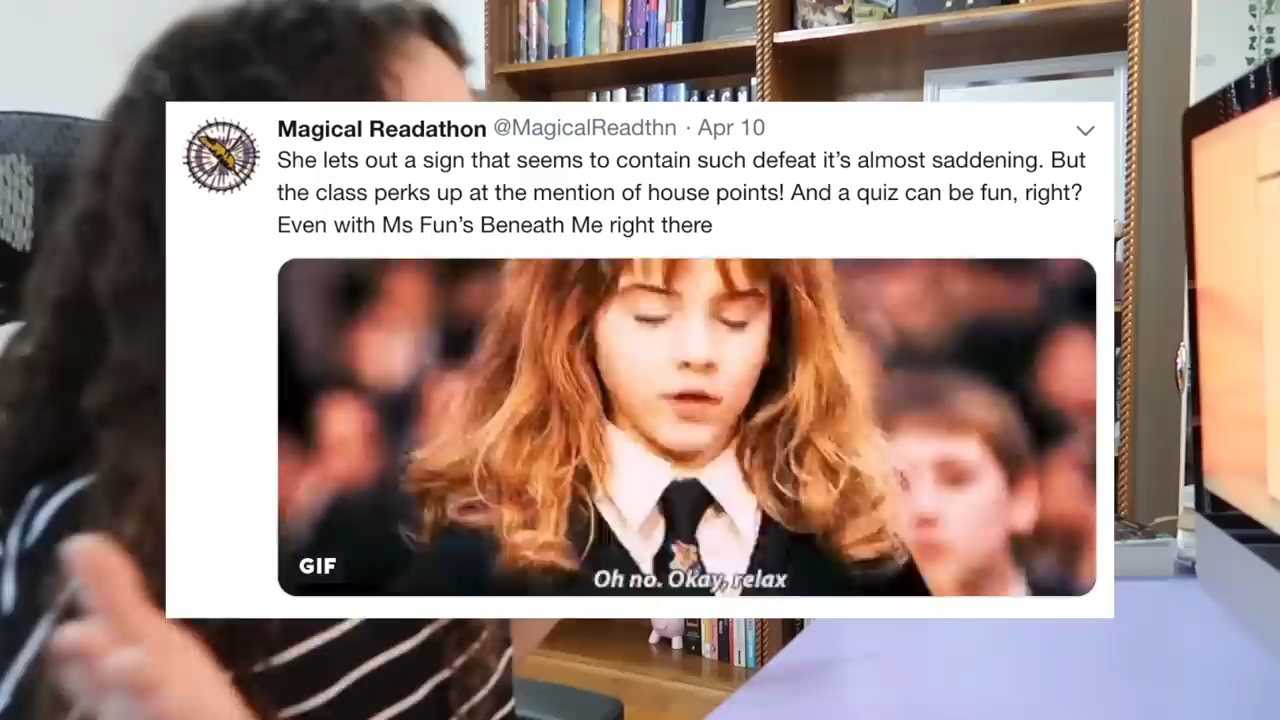 Magical Readathon @MagicalReadthn · Apr 10
She lets out a sign that seems to contain such defeat it's almost saddening. But
the class perks up at the mention of house points! And a quiz can be fun, right?
Even with Ms Fun's Beneath Me right there
GIF
Oh no. Okay, relax